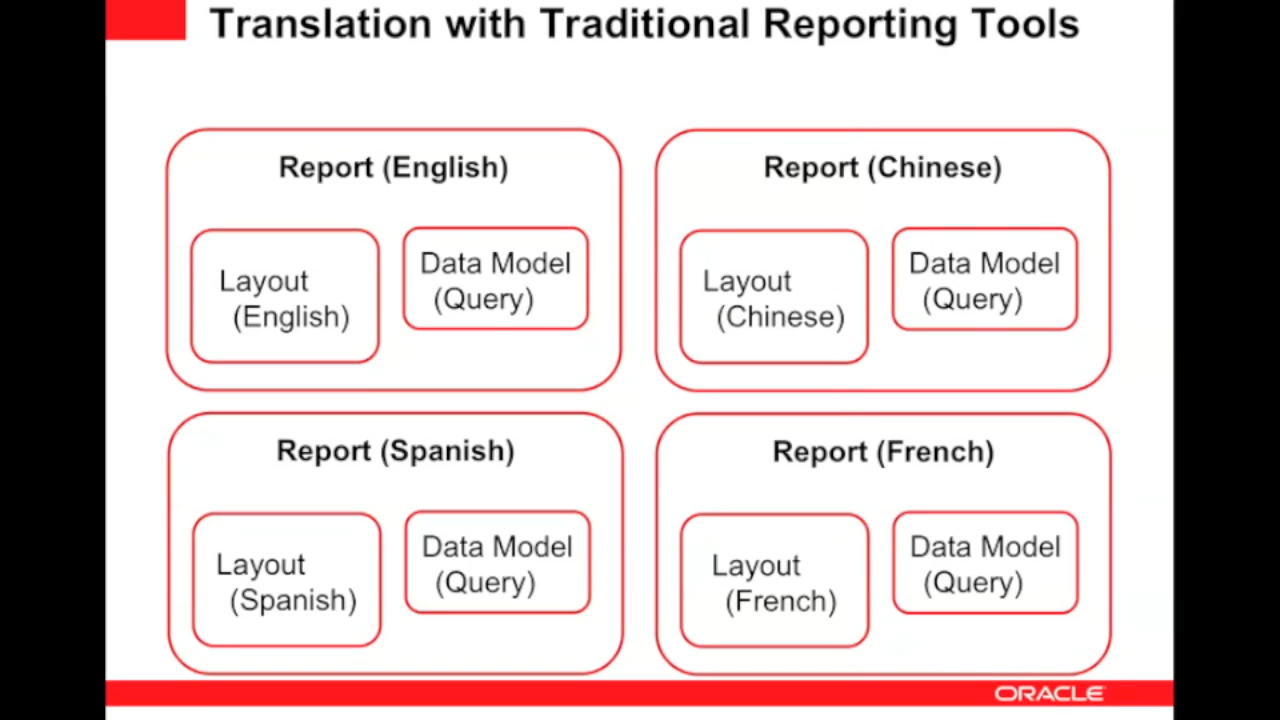 Translation with Traditional Reporting Tools
Report (English)
Layout
(English)
Data Model
(Query)
Report (Chinese)
Layout
(Chinese)
Data Model
(Query)
Report (Spanish)
Layout
(Spanish)
Data Model
(Query)
Report (French)
Layout
(French)
Data Model
(Query)
ORACLE